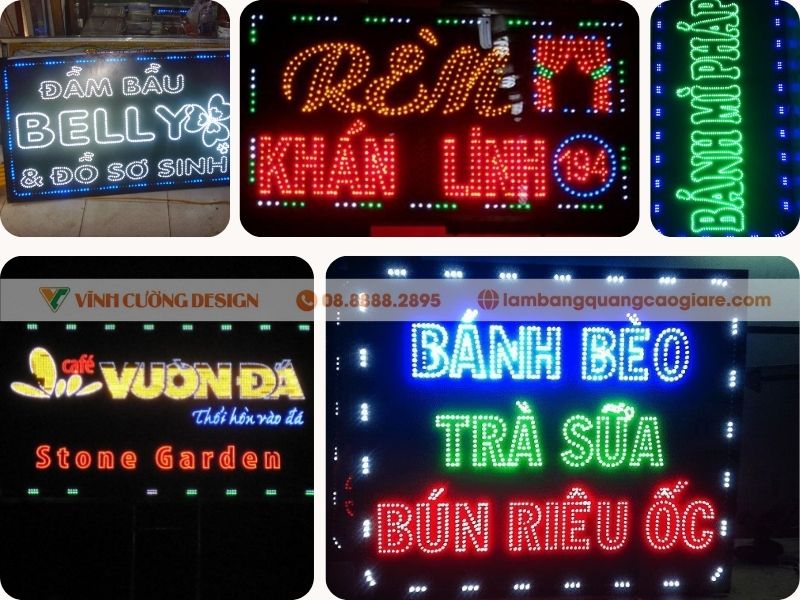 ĐẦM BẦU
BELLY
& ĐỒ SƠ SINH
RÈM
KHÁN LINH
194
BÁNH MÌ PHÁP
VĨNH CƯỜNG DESIGN
08.8888.2895
lambangquangcaogiare.com
café
VƯỜN ĐÁ
Thổi hồn vào đá
Stone Garden
BÁNH BÈO
TRÀ SỮA
BÚN RIÊU ỐC